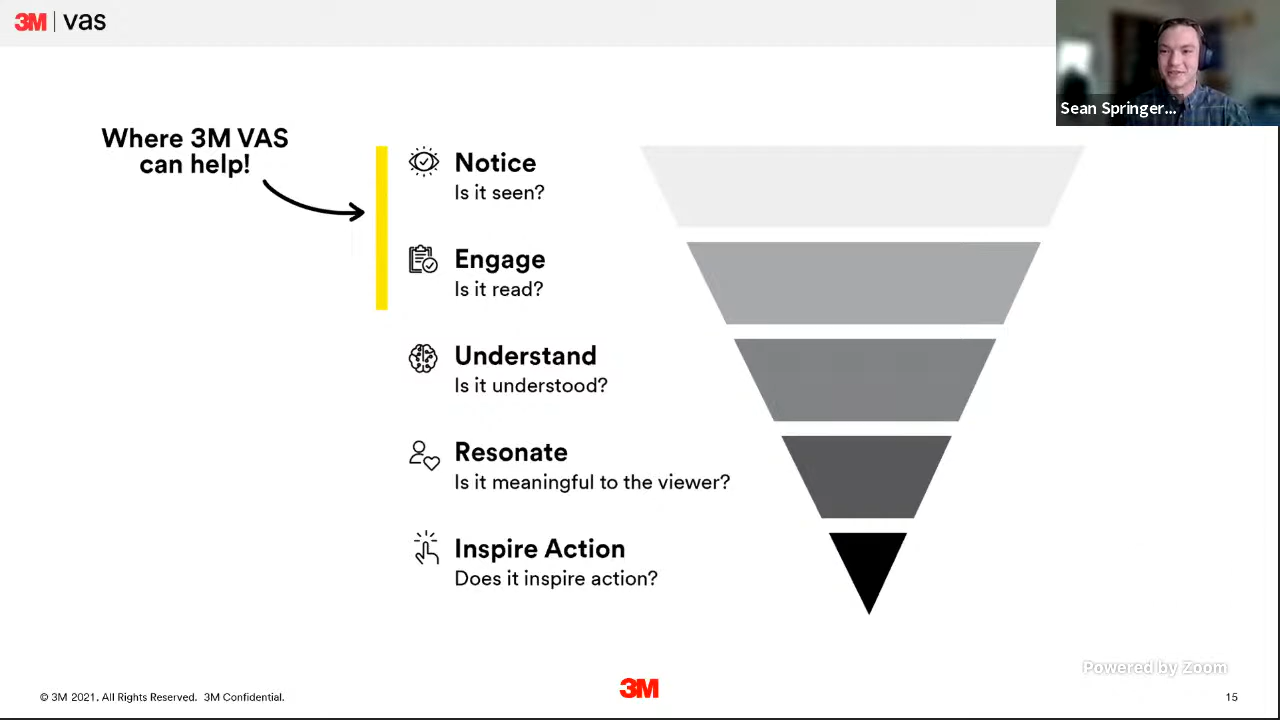 3M | vas
Sean Springer...
Where 3M VAS
can help!
Notice
Is it seen?
Engage
Is it read?
Understand
Is it understood?
Resonate
Is it meaningful to the viewer?
Inspire Action
Does it inspire action?
Powered by Zoom
© 3M 2021, All Rights Reserved. 3M Confidential.
3M
15